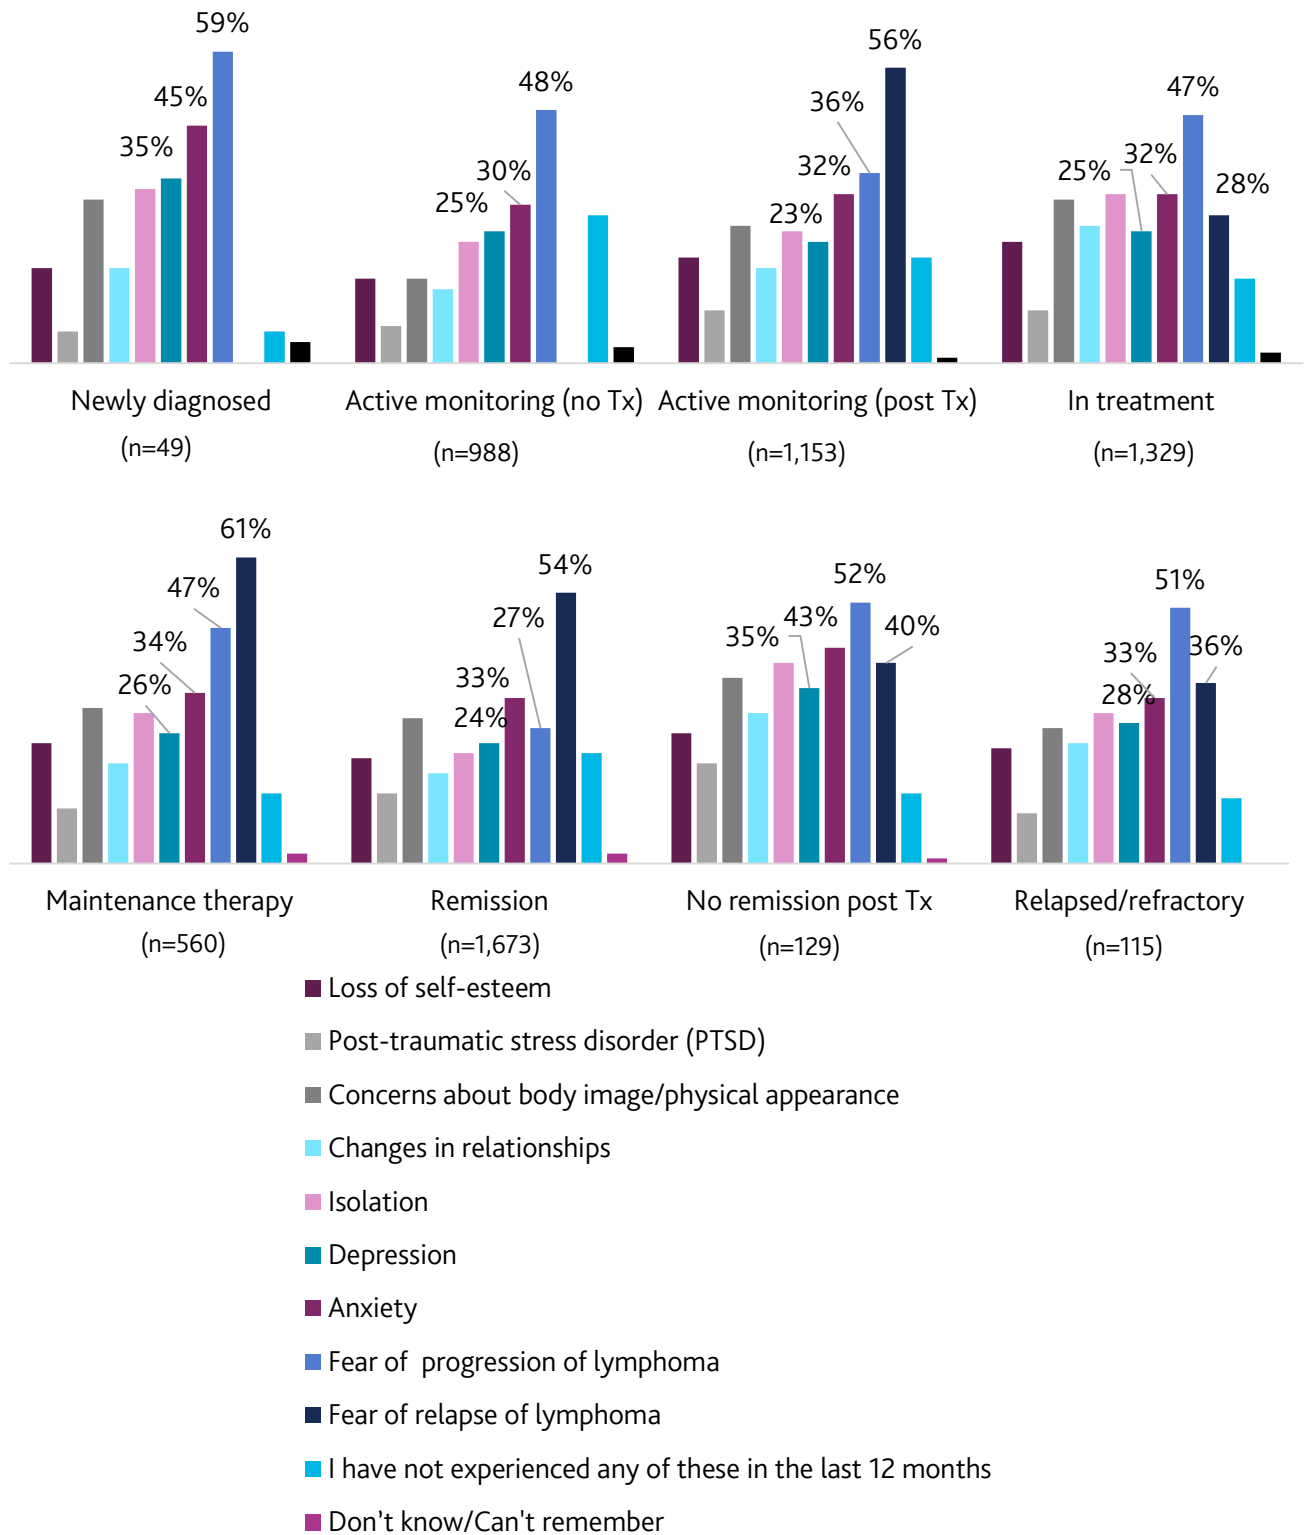 59%
45%
35%
48%
30%
25%
56%
36%
32%
23%
47%
32%
25%
28%
Newly diagnosed
Active monitoring (no Tx)
Active monitoring (post Tx)
In treatment
(n=49)
(n=988)
(n=1,153)
(n=1,329)
61%
47%
34%
26%
54%
27%
33%
24%
52%
43%
35%
40%
51%
33%
36%
28%
Maintenance therapy
Remission
No remission post Tx
Relapsed/refractory
(n=560)
(n=1,673)
(n=129)
(n=115)
Loss of self-esteem
Post-traumatic stress disorder (PTSD)
Concerns about body image/physical appearance
Changes in relationships
Isolation
Depression
Anxiety
Fear of  progression of lymphoma
Fear of relapse of lymphoma
I have not experienced any of these in the last 12 months
Don’t know/Can't remember